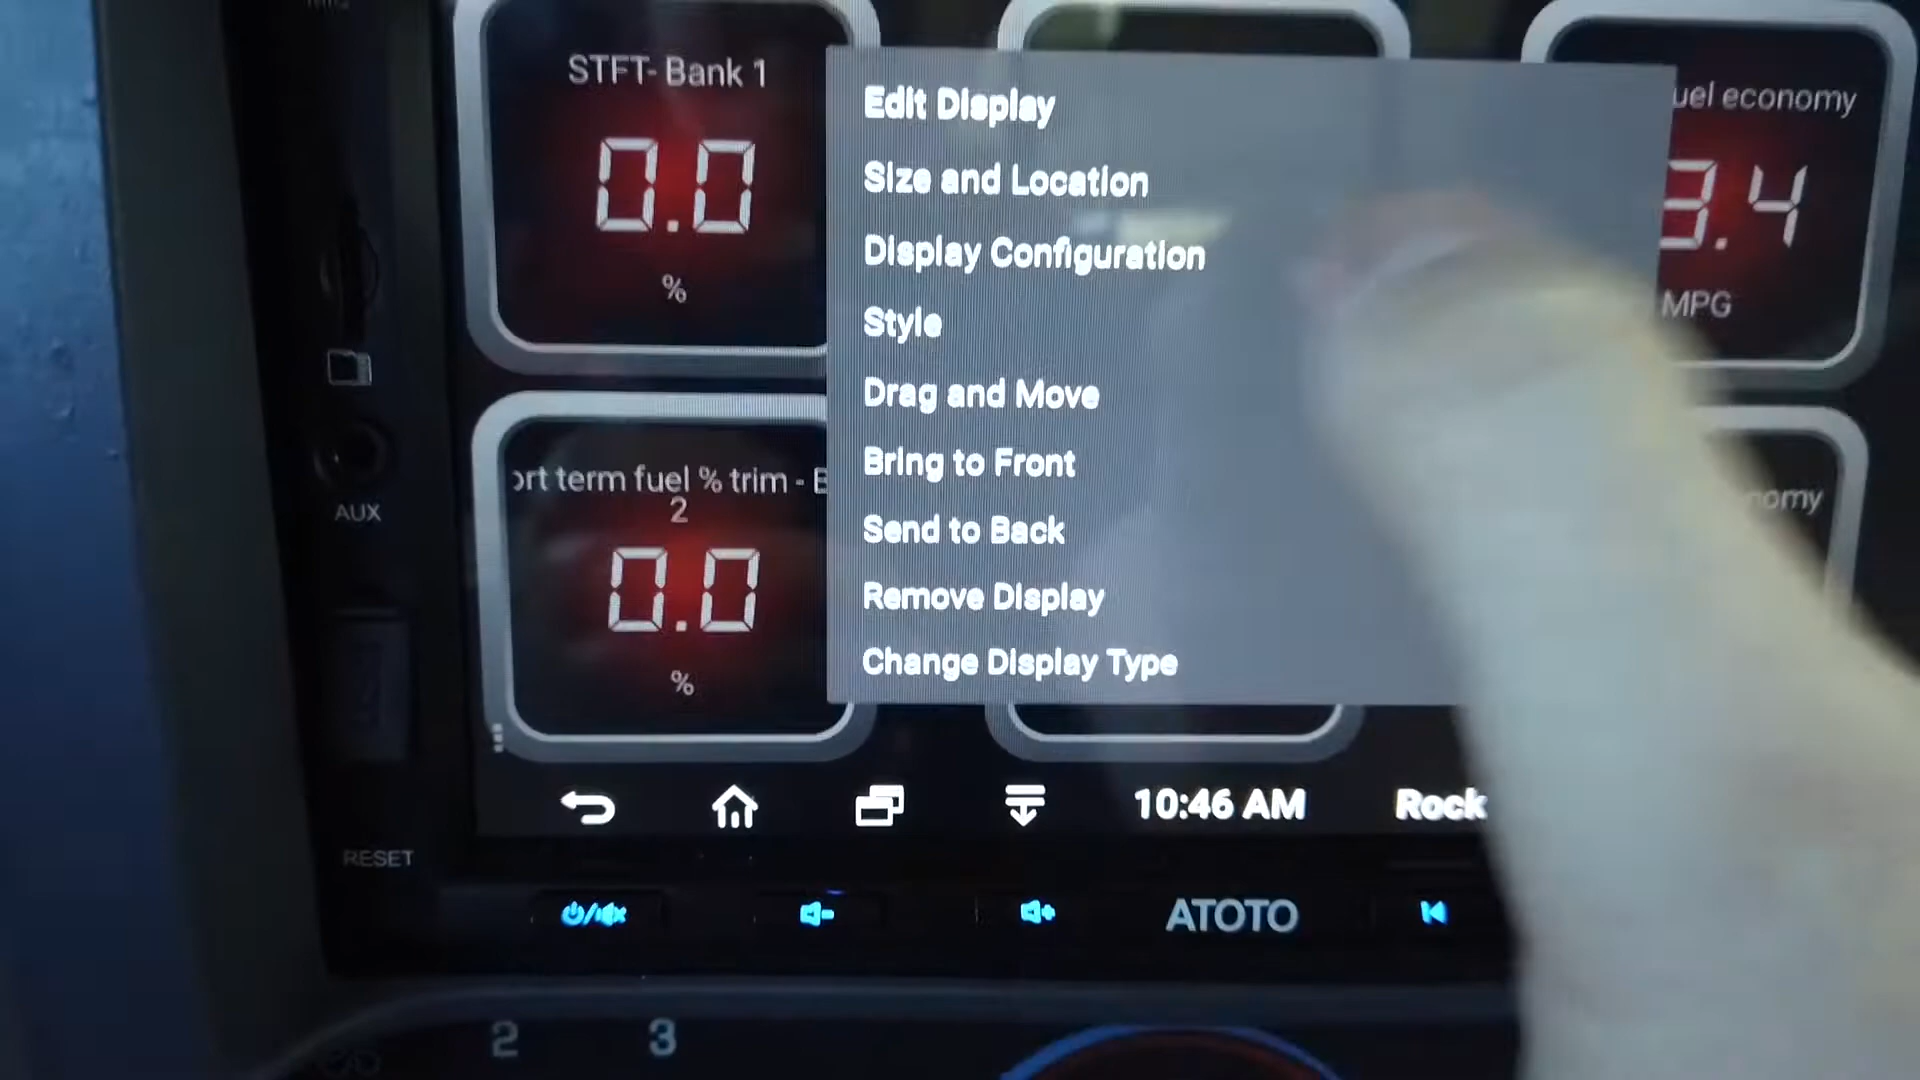 STFT- Bank 1
0.0
%
ort term fuel % trim - B
2
0.0
%
Edit Display
Size and Location
Display Configuration
Style
Drag and Move
Bring to Front
Send to Back
Remove Display
Change Display Type
uel economy
3.4
MPG
nomy
10:46 AM
Rock
AUX
RESET
ATOTO
2
3